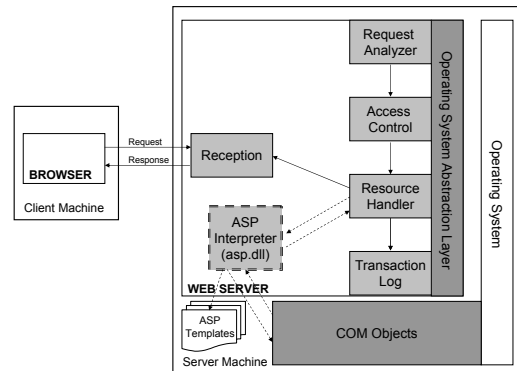 Request
Analyzer
Access
Control
Resource
Handler
Transaction
Log
Operating System Abstraction Layer
Operating System
Request
Response
Reception
BROWSER
Client Machine
ASP
Interpreter
(asp.dll)
WEB SERVER
ASP
Templates
COM Objects
Server Machine